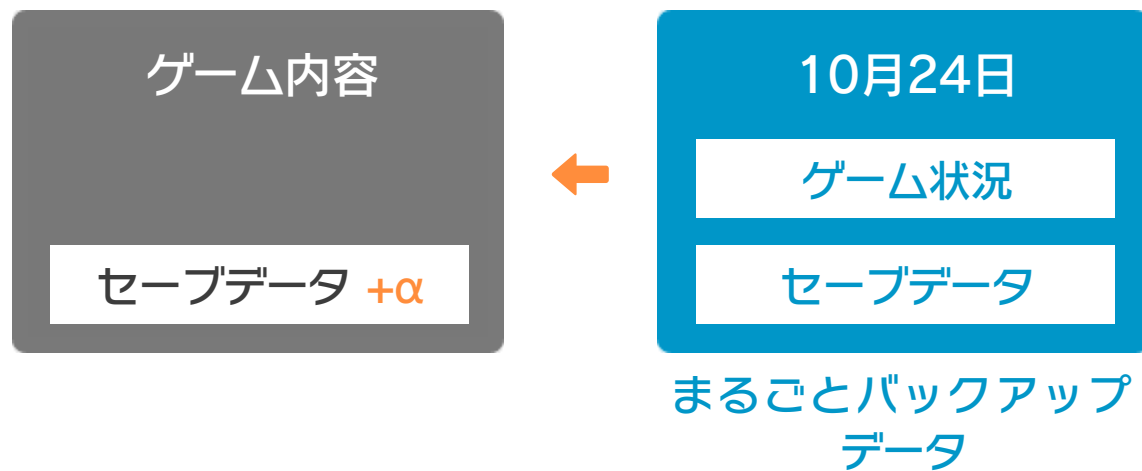 ゲーム内容
セーブデータ +α
10月24日
ゲーム状況
セーブデータ
まるごとバックアップ
データ